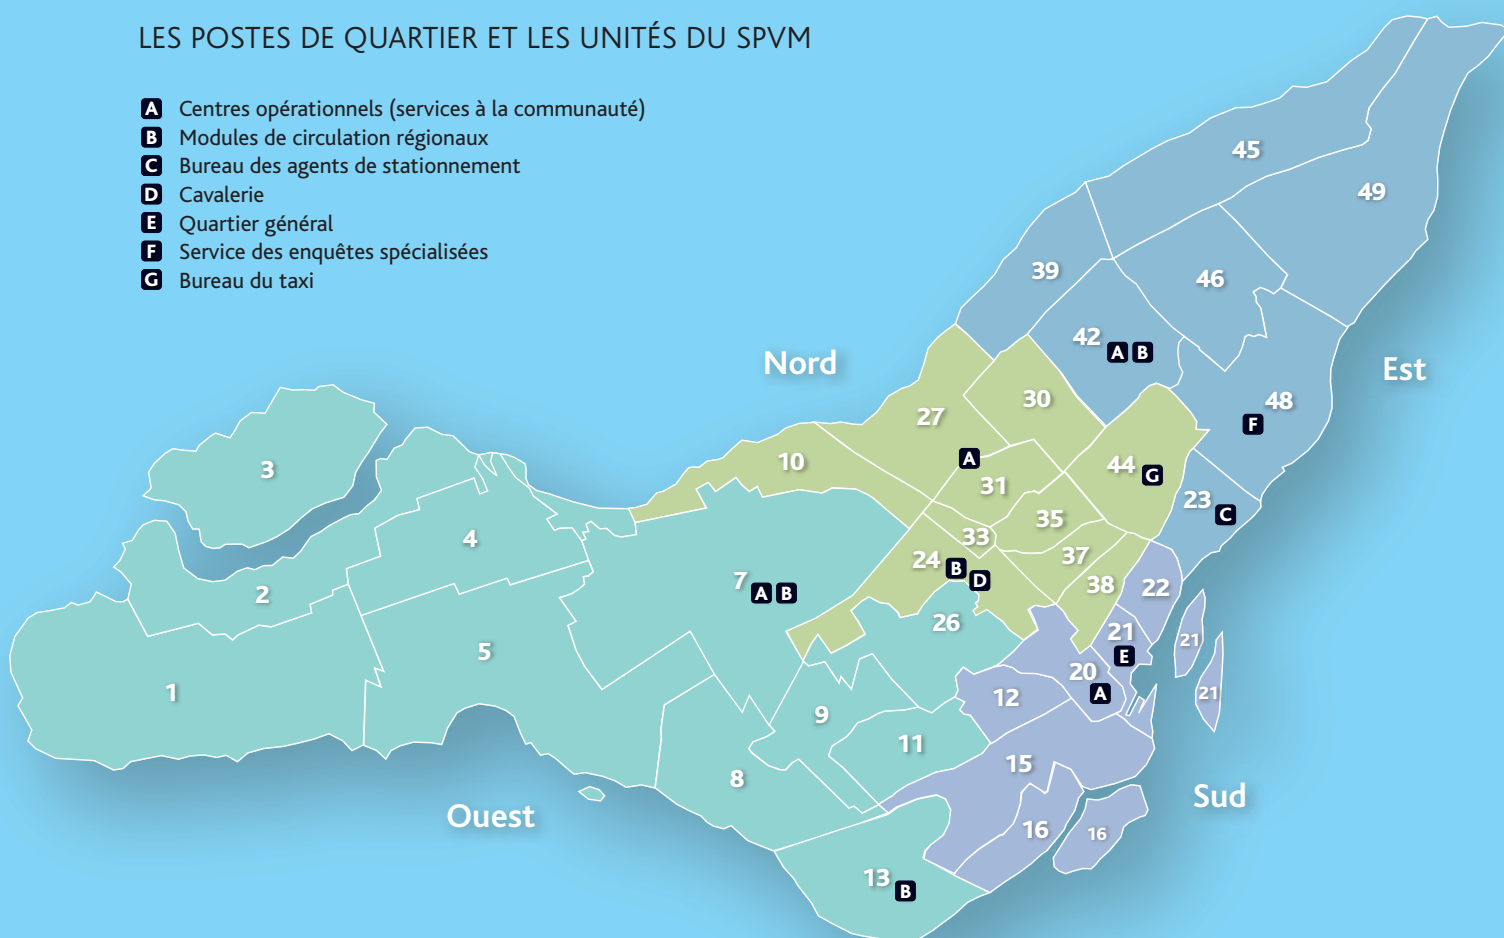 LES POSTES DE QUARTIER ET LES UNITÉS DU SPVM
A Centres opérationnels (services à la communauté)
B Modules de circulation régionaux
C Bureau des agents de stationnement
D Cavalerie
E Quartier général
F Service des enquêtes spécialisées
G Bureau du taxi
45
49
39
46
42 A B
Nord
Est
30
48
F
27
10
A
44 G
3
31
23 C
35
4
33
37
24 B D
7 A B
38
22
2
26
21
21
E
5
20
A
21
1
12
9
11
15
8
Sud
Ouest
16
16
13 B